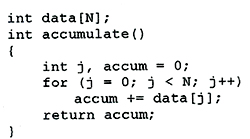 int data[N];
int accumulate()
{
    int j, accum = 0;
    for (j = 0; j < N; j++)
        accum += data[j];
    return accum;
}